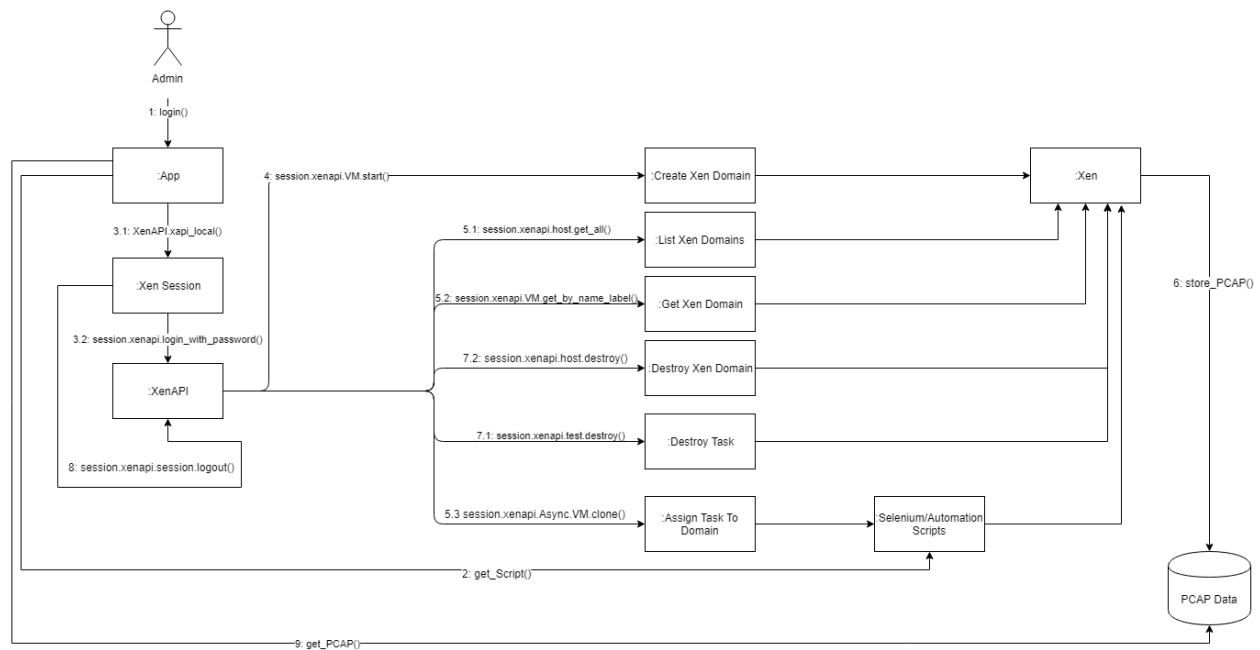 Admin
1: login()
:App
4: session.xenapi.VM.start()
:Create Xen Domain
:Xen
3.1: XenAPI.xapi_local()
5.1: session.xenapi.host.get_all()
:List Xen Domains
:Xen Session
5.2: session.xenapi.VM.get_by_name_label()
:Get Xen Domain
6: store_PCAP()
3.2: session.xenapi.login_with_password()
7.2: session.xenapi.host.destroy()
:Destroy Xen Domain
:XenAPI
7.1: session.xenapi.test.destroy()
:Destroy Task
8: session.xenapi.session.logout()
5.3 session.xenapi.Async.VM.clone()
:Assign Task To
Domain
:Selenium/Automation
Scripts
2: get_Script()
PCAP Data
9: get_PCAP()